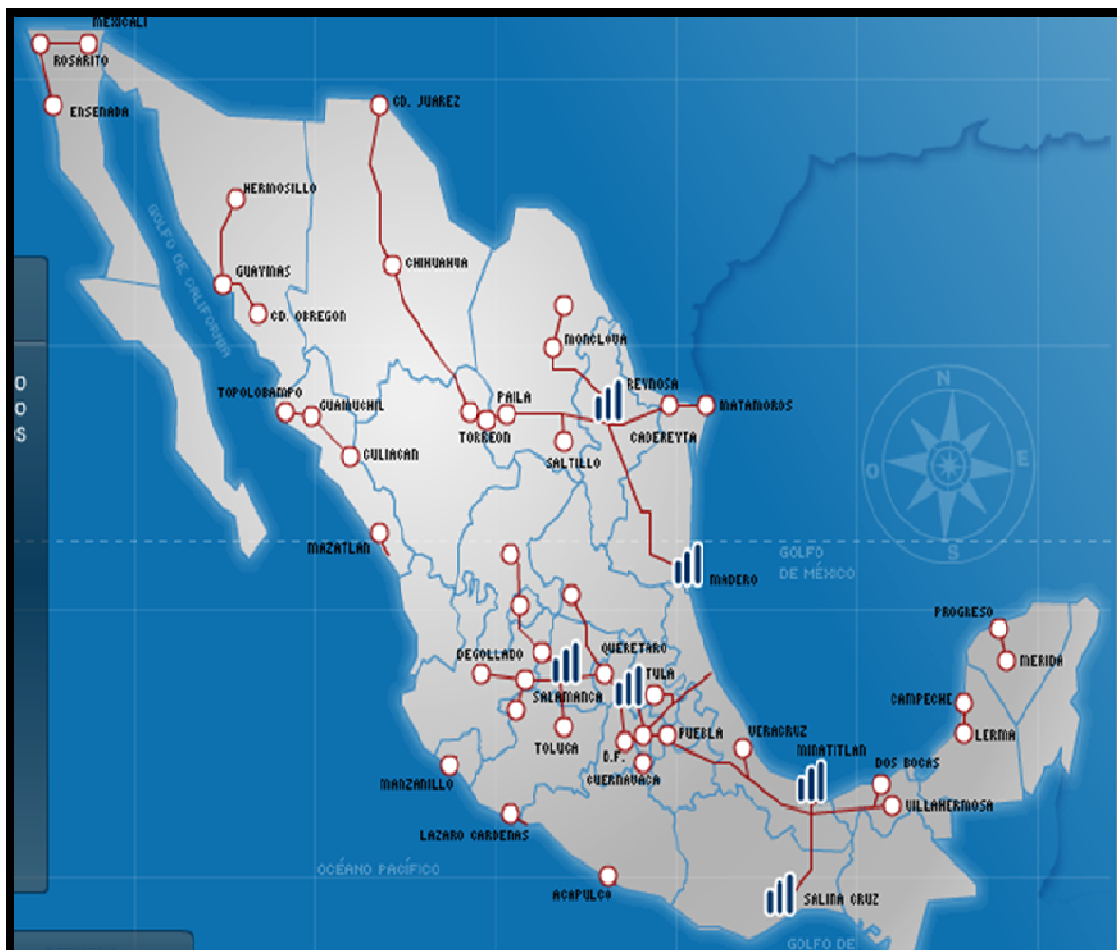 MEXICALI
ROSARITO
ENSENADA
CD. JUAREZ
HERMOSILLO
GOLFO DE CALIFORNIA
GUAYMAS
CHIHUAHUA
CD. OBREGON
MONCLOVA
O
O
OS
TOPOLOBAMPO
GUAMUCHIL
PAILA
REYNOSA
MATAMOROS
TORREON
CADEREYTA
CULIACAN
SALTILLO
N
O
E
S
MAZATLAN
GOLFO
DE MÉXICO
MADERO
PROGRESO
DEGOLLADO
QUERETARO
MERIDA
TULA
SALAMANCA
CAMPECHE
TOLUCA
D.F.
PUEBLA
VERACRUZ
LERMA
MINATITLAN
DOS BOCAS
CUERNAVACA
MANZANILLO
VILLAHERMOSA
LAZARO CARDENAS
OCÉANO PACÍFICO
ACAPULCO
SALINA CRUZ
GOLFO DE